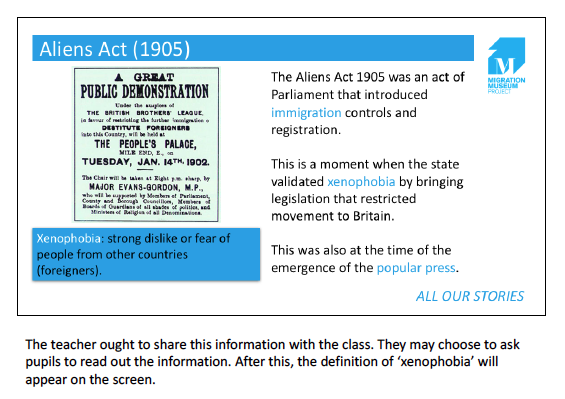 Aliens Act (1905)
M
MIGRATION
MUSEUM
PROJECT
A GREAT
PUBLIC DEMONSTRATION
Under the auspices of
THE BRITISH BROTHERS' LEAGUE,
in favour of restricting the further immigration of
DESTITUTE FOREIGNERS
into this Country, will be held at
THE PEOPLE'S PALACE,
MILE END, E., on
TUESDAY, JAN. 14TH, 1902.
The Chair will be taken at Eight p.m. sharp, by
MAJOR EVANS-GORDON, M.P.,
who will be supported by Members of Parliament,
County and Borough Councillors, Members of
Boards of Guardians of all shades of politics, and
Ministers of Religion of all Denominations.
Xenophobia: strong dislike or fear of
people from other countries
(foreigners).
The Aliens Act 1905 was an act of
Parliament that introduced
immigration controls and
registration.
This is a moment when the state
validated xenophobia by bringing
legislation that restricted
movement to Britain.
This was also at the time of the
emergence of the popular press.
ALL OUR STORIES
The teacher ought to share this information with the class. They may choose to ask
pupils to read out the information. After this, the definition of ‘xenophobia’ will
appear on the screen.